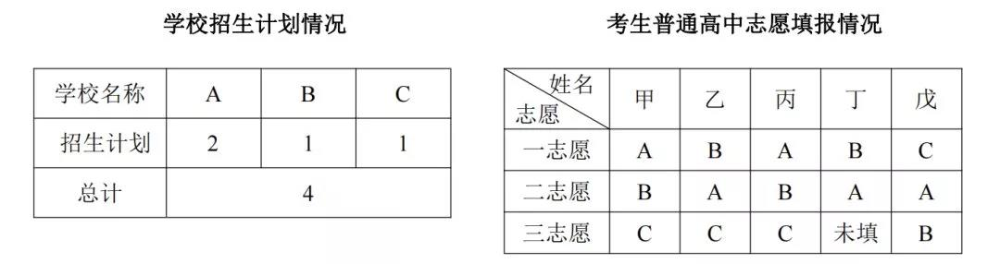 学校招生计划情况
学校名称 A B C
招生计划 2 1 1
总计 4
考生普通高中志愿填报情况
姓名 志愿 甲 乙 丙 丁 戊
一志愿 A B A B C
二志愿 B A B A A
三志愿 C C C 未填 B